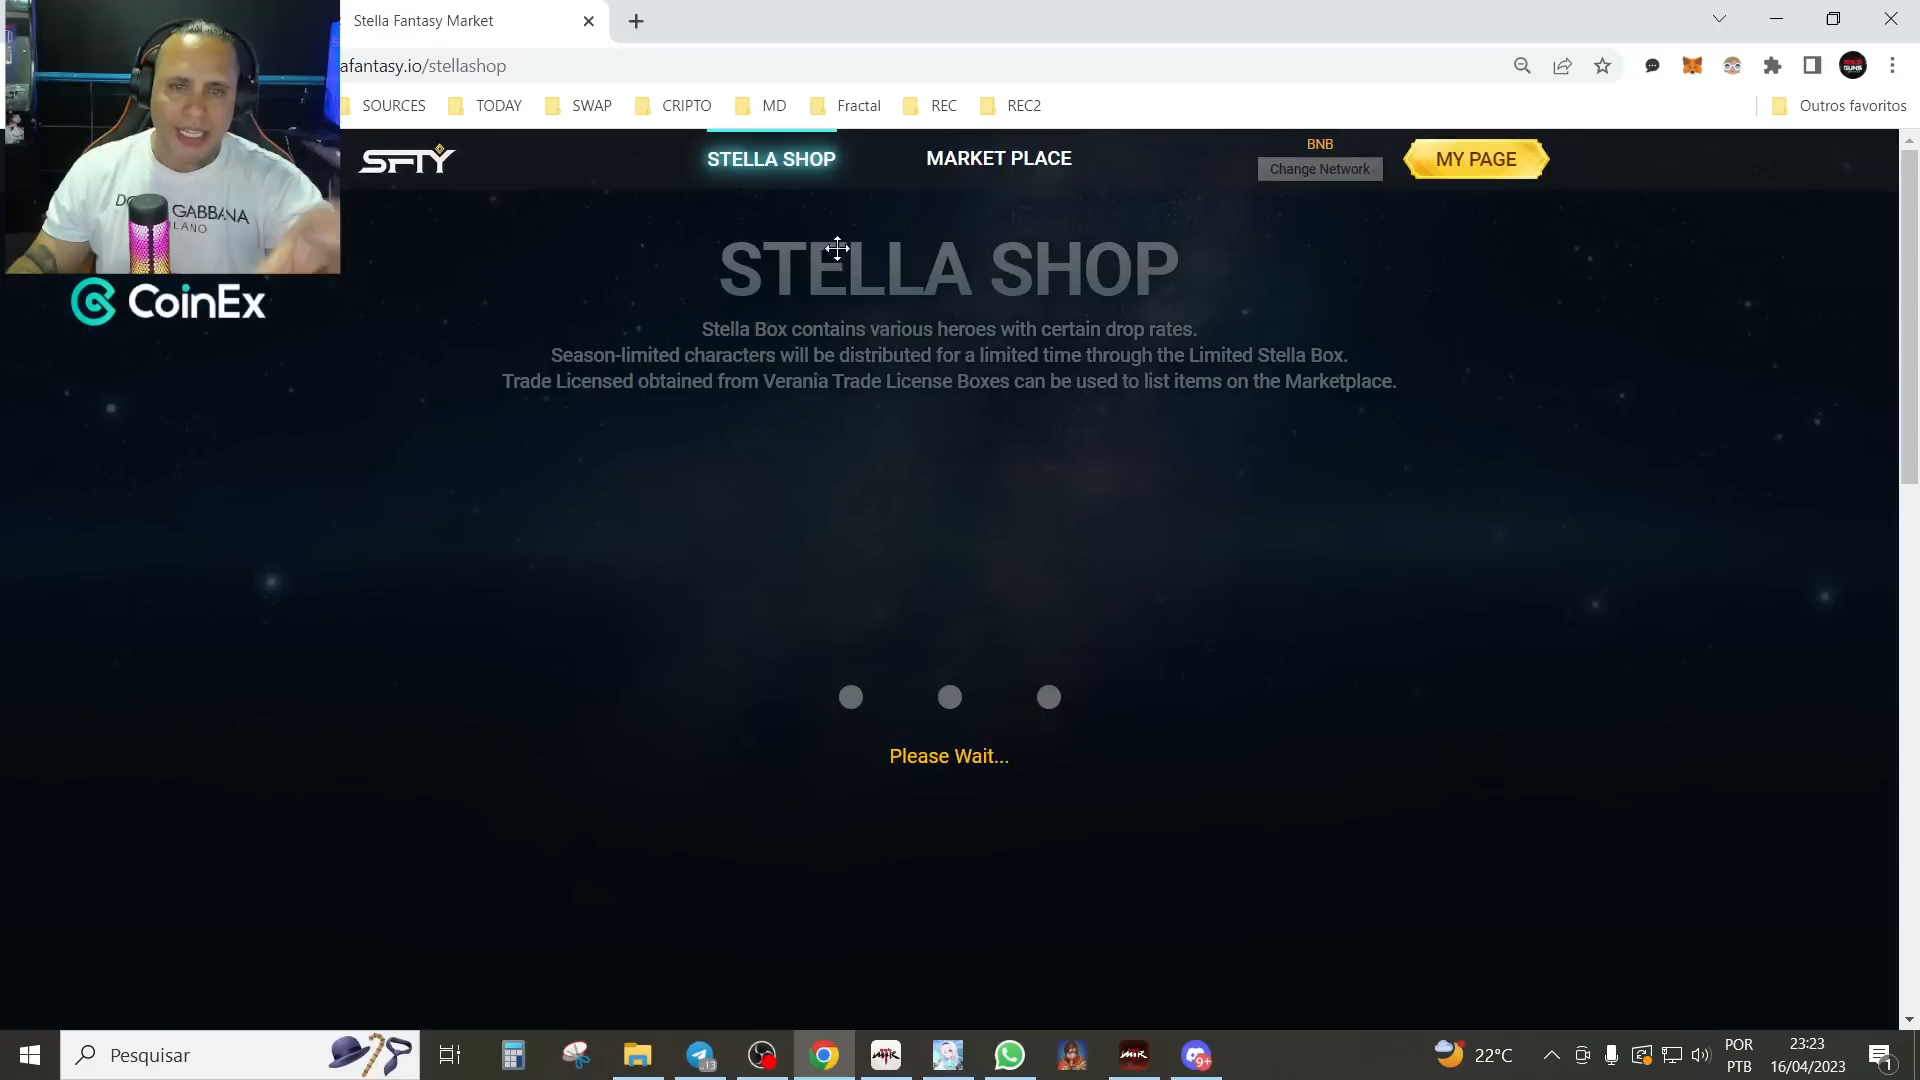 Stella Fantasy Market
afantasy.io/stellashop
SOURCES
TODAY
SWAP
CRIPTO
MD
Fractal
REC
REC2
Outros favoritos
SFTY
STELLA SHOP
MARKET PLACE
BNB
Change Network
MY PAGE
GABBANA
CoinEx
STELLA SHOP
Stella Box contains various heroes with certain drop rates.
Season-limited characters will be distributed for a limited time through the Limited Stella Box.
Trade Licensed obtained from Verania Trade License Boxes can be used to list items on the Marketplace.
Please Wait...
Pesquisar
13
MIR
9+
22°C
POR
PTB
23:23
16/04/2023
1